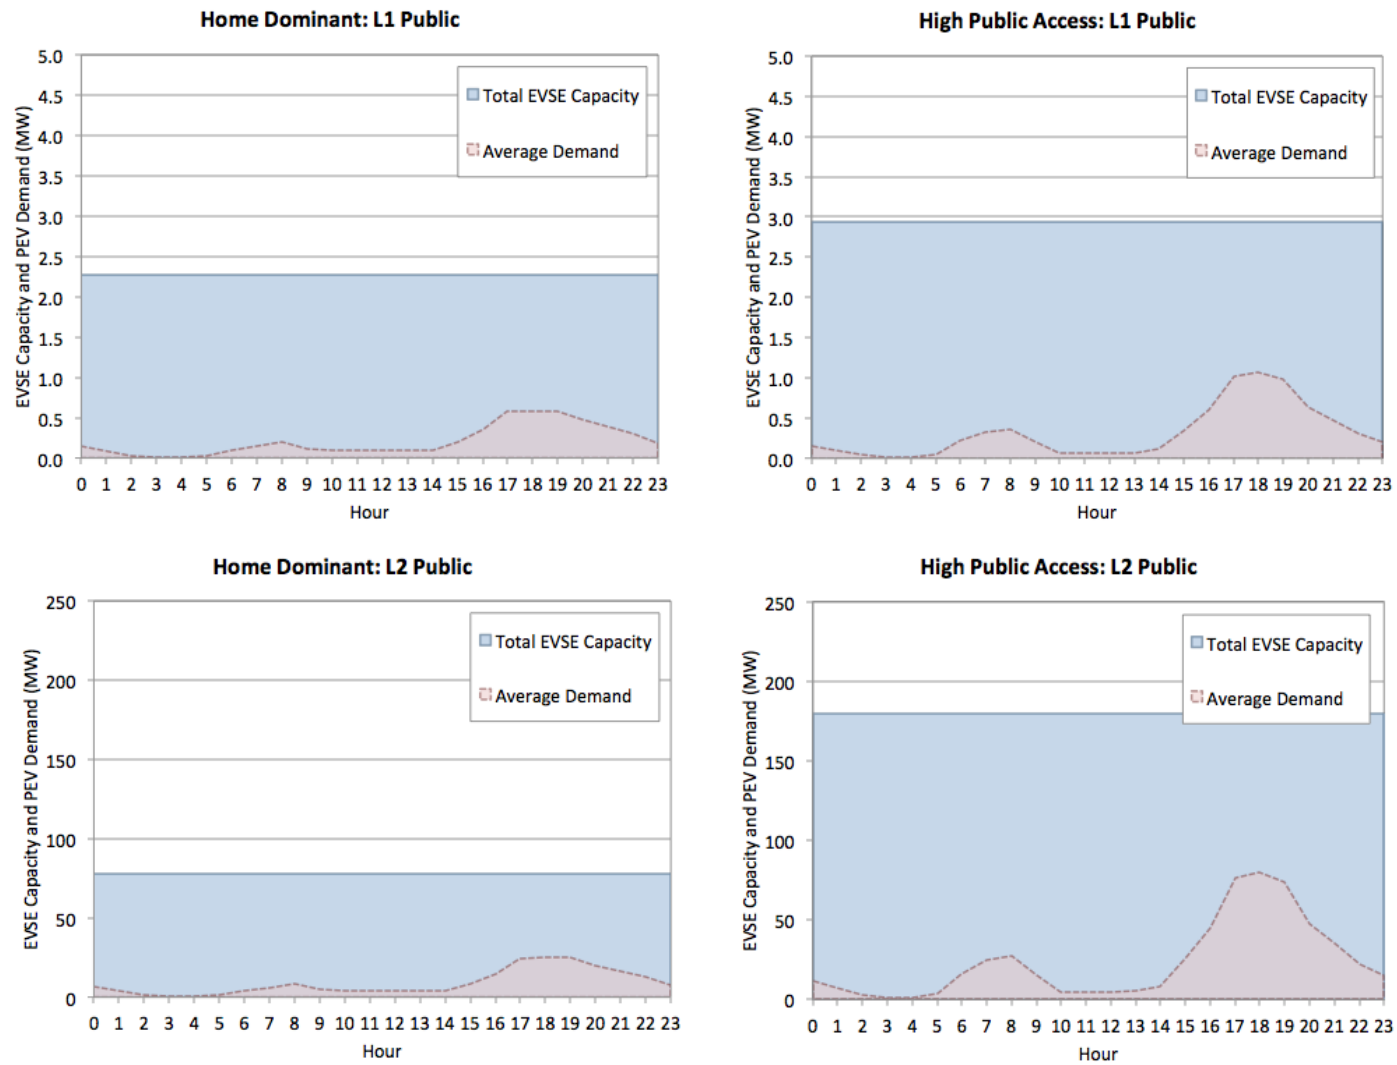 Home Dominant: L1 Public
EVSE Capacity and PEV Demand (MW)
5.0
4.5
4.0
3.5
3.0
2.5
2.0
1.5
1.0
0.5
0.0
Total EVSE Capacity
Average Demand
0 1 2 3 4 5 6 7 8 9 10 11 12 13 14 15 16 17 18 19 20 21 22 23
Hour
High Public Access: L1 Public
EVSE Capacity and PEV Demand (MW)
5.0
4.5
4.0
3.5
3.0
2.5
2.0
1.5
1.0
0.5
0.0
Total EVSE Capacity
Average Demand
0 1 2 3 4 5 6 7 8 9 10 11 12 13 14 15 16 17 18 19 20 21 22 23
Hour
Home Dominant: L2 Public
EVSE Capacity and PEV Demand (MW)
250
200
150
100
50
0
Total EVSE Capacity
Average Demand
0 1 2 3 4 5 6 7 8 9 10 11 12 13 14 15 16 17 18 19 20 21 22 23
Hour
High Public Access: L2 Public
EVSE Capacity and PEV Demand (MW)
250
200
150
100
50
0
Total EVSE Capacity
Average Demand
0 1 2 3 4 5 6 7 8 9 10 11 12 13 14 15 16 17 18 19 20 21 22 23
Hour